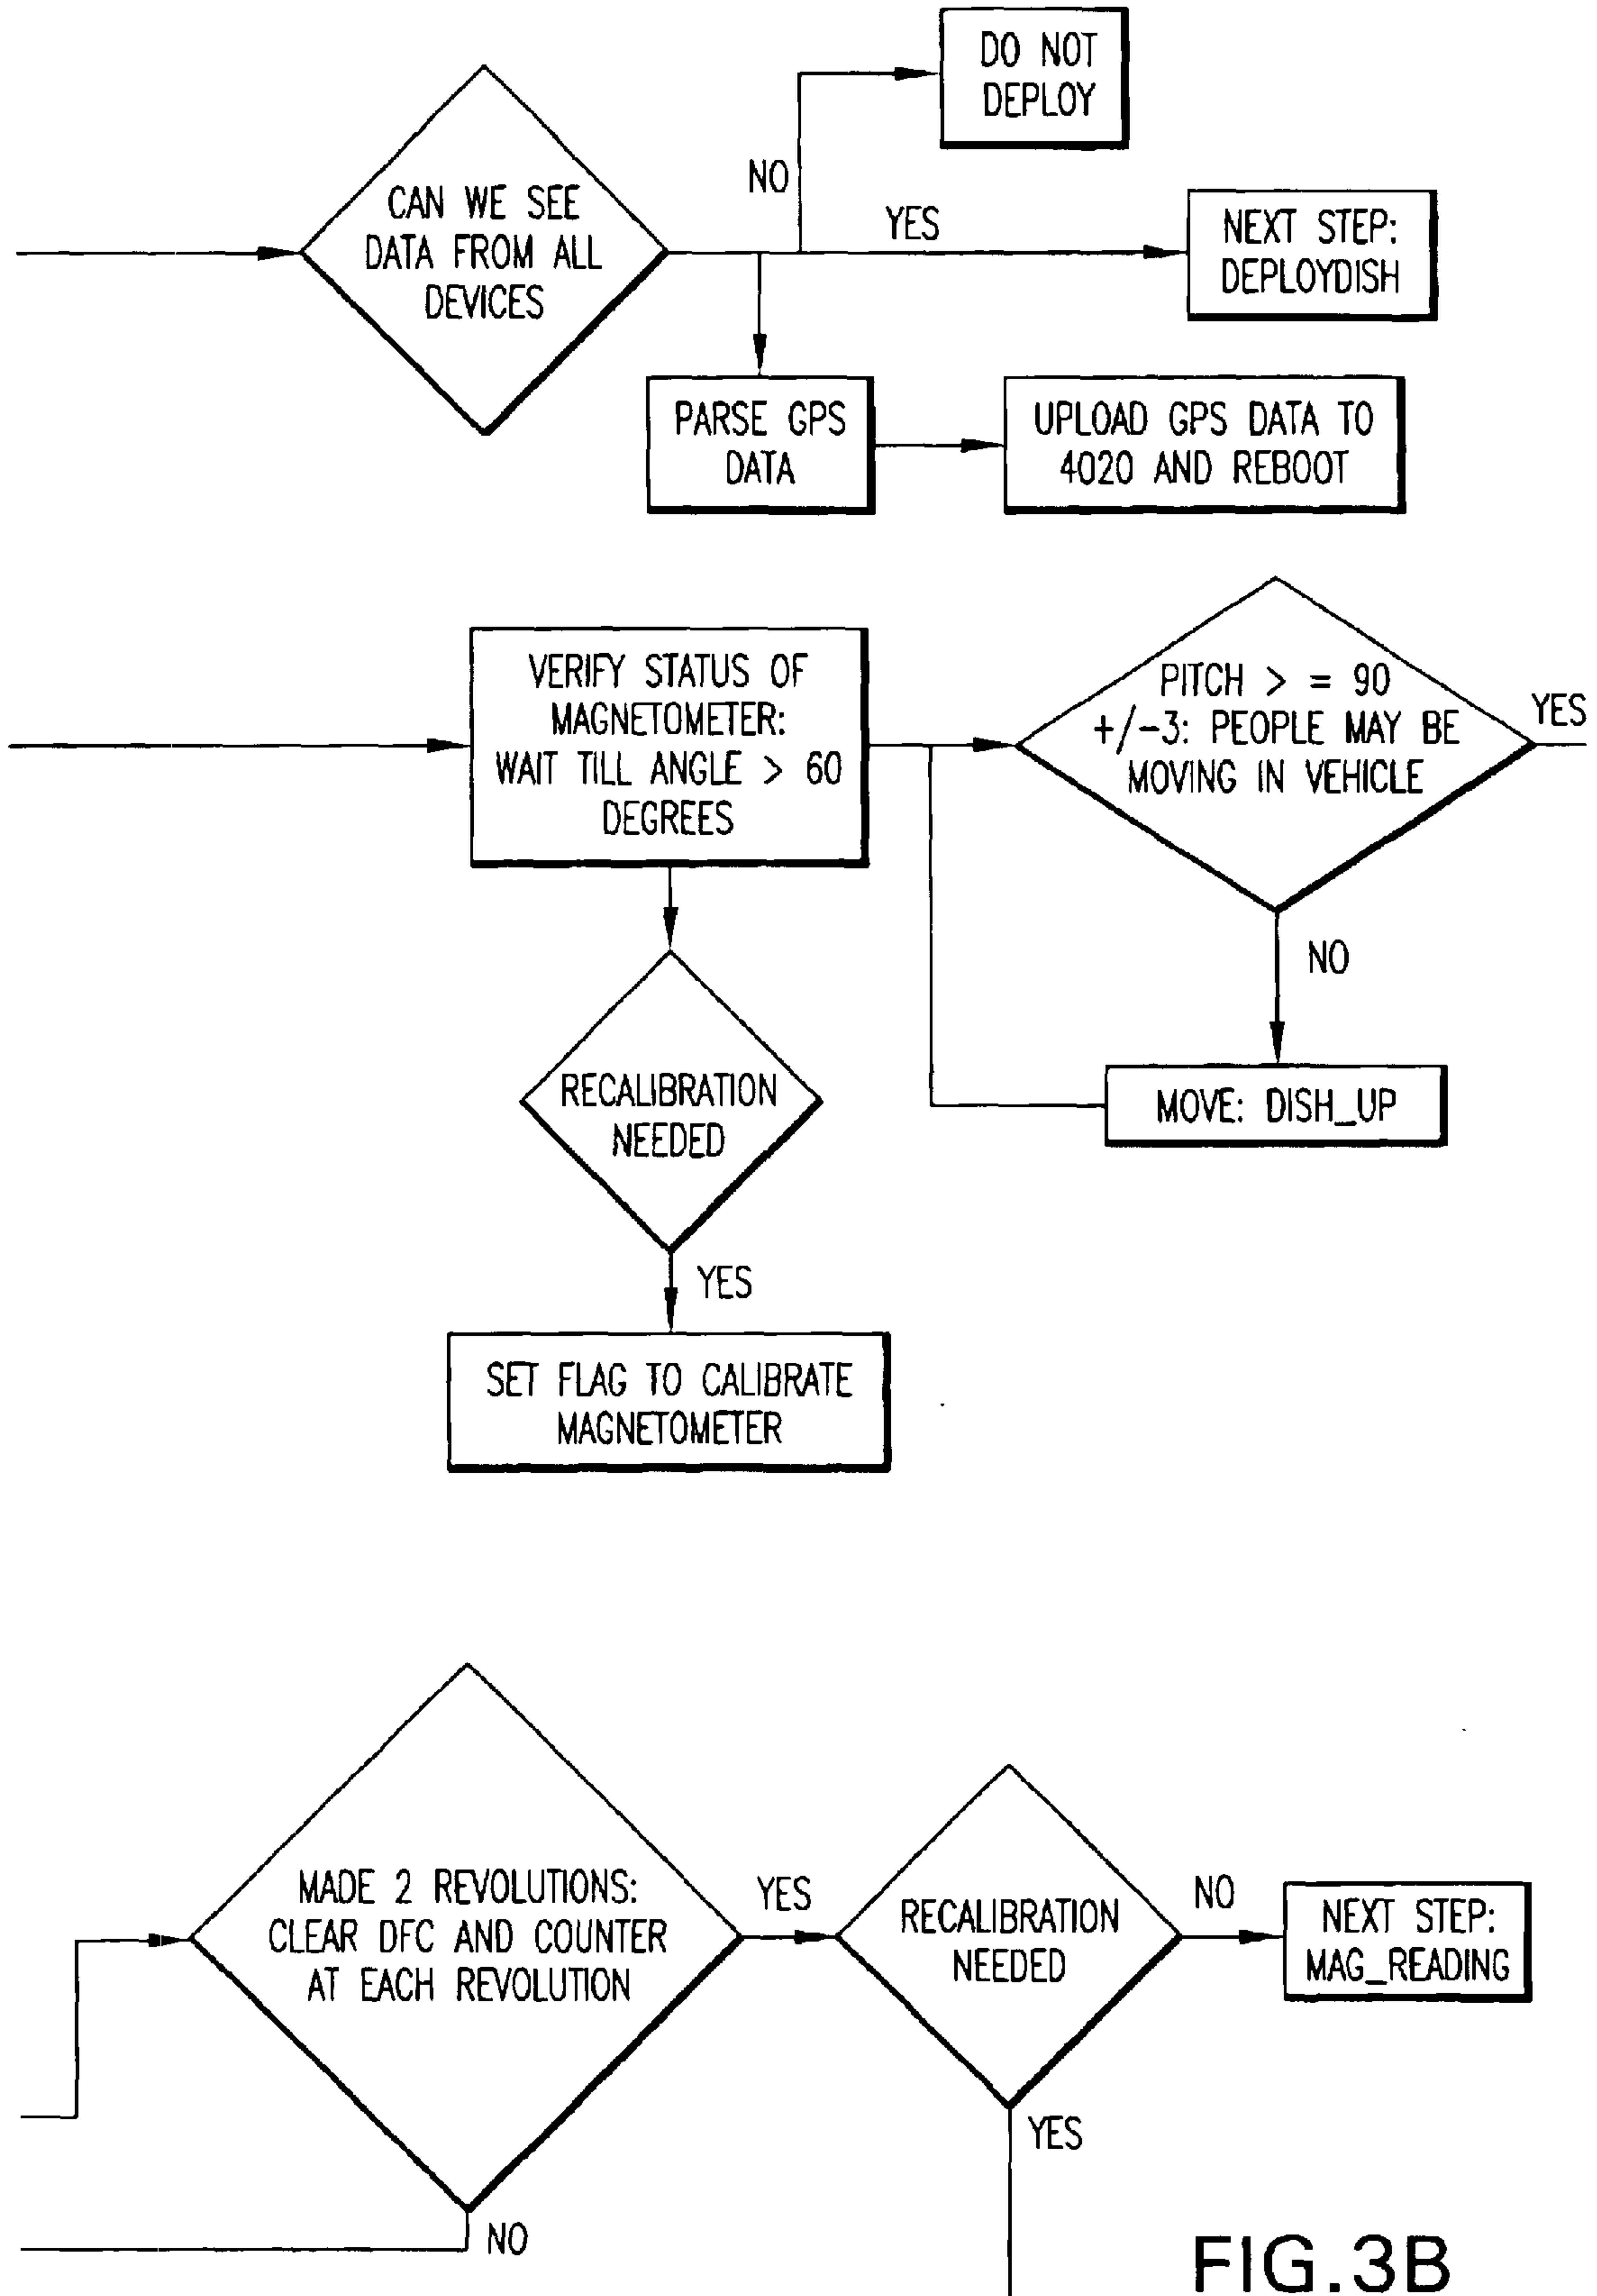 DO NOT
DEPLOY
NO
CAN WE SEE
DATA FROM ALL
DEVICES
YES
NEXT STEP:
DEPLOYDISH
PARSE GPS
DATA
UPLOAD GPS DATA TO
4020 AND REBOOT
VERIFY STATUS OF
MAGNETOMETER:
WAIT TILL ANGLE > 60
DEGREES
PITCH > = 90
+/-3: PEOPLE MAY BE
MOVING IN VEHICLE
YES
NO
MOVE: DISH_UP
RECALIBRATION
NEEDED
YES
SET FLAG TO CALIBRATE
MAGNETOMETER
MADE 2 REVOLUTIONS:
CLEAR DFC AND COUNTER
AT EACH REVOLUTION
YES
RECALIBRATION
NEEDED
NO
NEXT STEP:
MAG_READING
YES
NO
FIG.3B